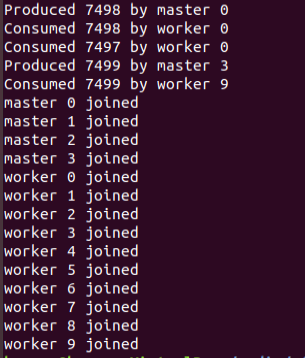 Produced 7498 by master 0
Consumed 7498 by worker 0
Consumed 7497 by worker 0
Produced 7499 by master 3
Consumed 7499 by worker 9
master 0 joined
master 1 joined
master 2 joined
master 3 joined
worker 0 joined
worker 1 joined
worker 2 joined
worker 3 joined
worker 4 joined
worker 5 joined
worker 6 joined
worker 7 joined
worker 8 joined
worker 9 joined